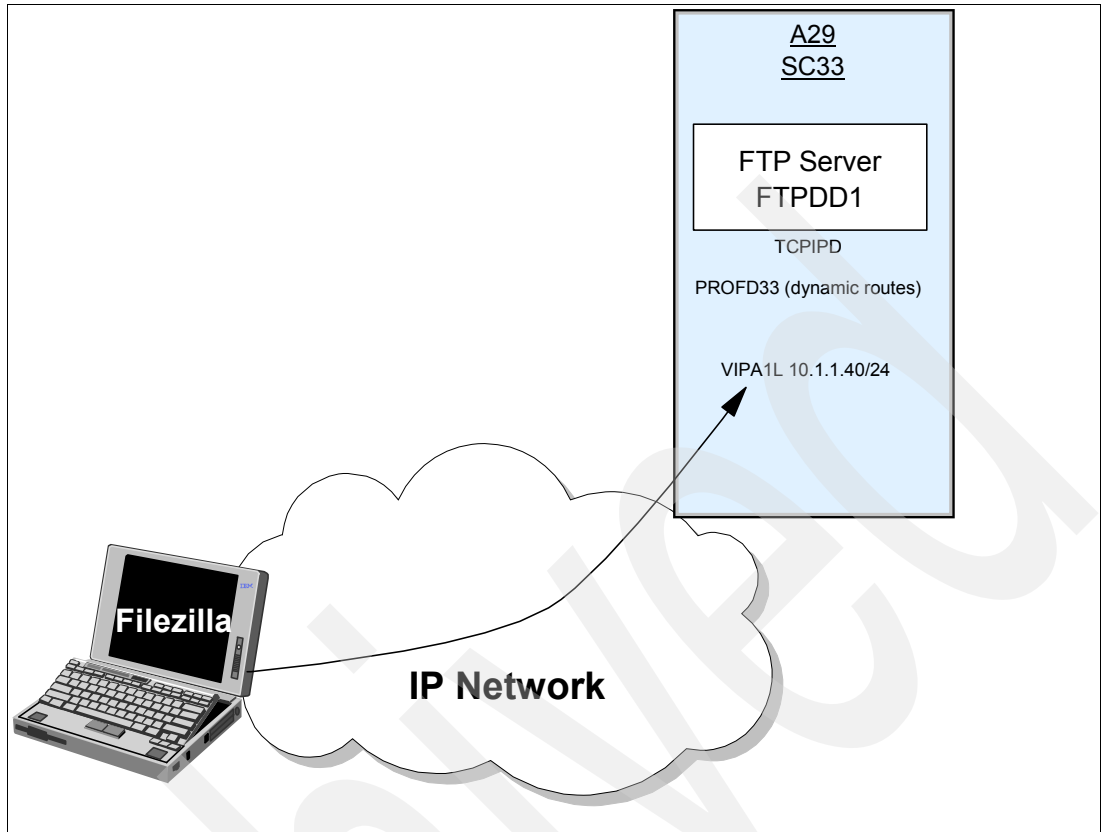 A29
SC33
FTP Server
FTPDD1
TCPIPD
PROFD33 (dynamic routes)
VIPA1L 10.1.1.40/24
Filezilla
IP Network